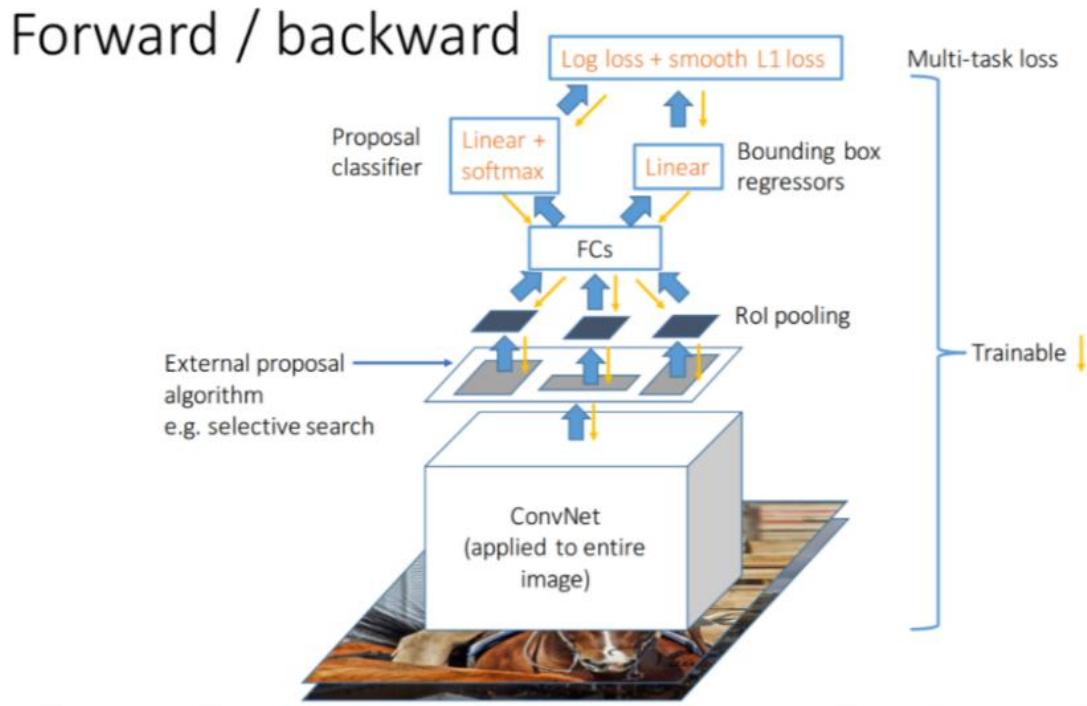 Forward / backward
Log loss + smooth L1 loss
Multi-task loss
Proposal
classifier
Linear +
softmax
Linear
Bounding box
regressors
FCs
RoI pooling
External proposal
algorithm
e.g. selective search
Trainable
ConvNet
(applied to entire
image)